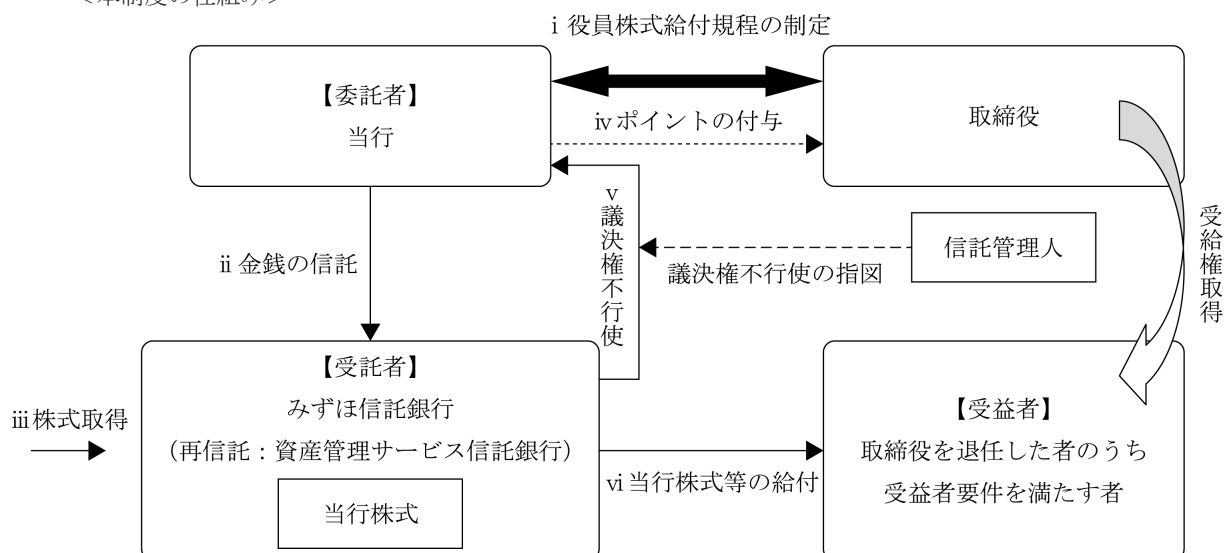 ＜本制度の仕組み＞
ⅰ 役員株式給付規程の制定
【委託者】
当行
ⅳポイントの付与
取締役
ⅱ 金銭の信託
ⅴ議決権不行使
議決権不行使の指図
信託管理人
受給権取得
【受託者】
みずほ信託銀行
（再信託：資産管理サービス信託銀行）
当行株式
ⅲ株式取得
ⅵ当行株式等の給付
【受益者】
取締役を退任した者のうち
受益者要件を満たす者